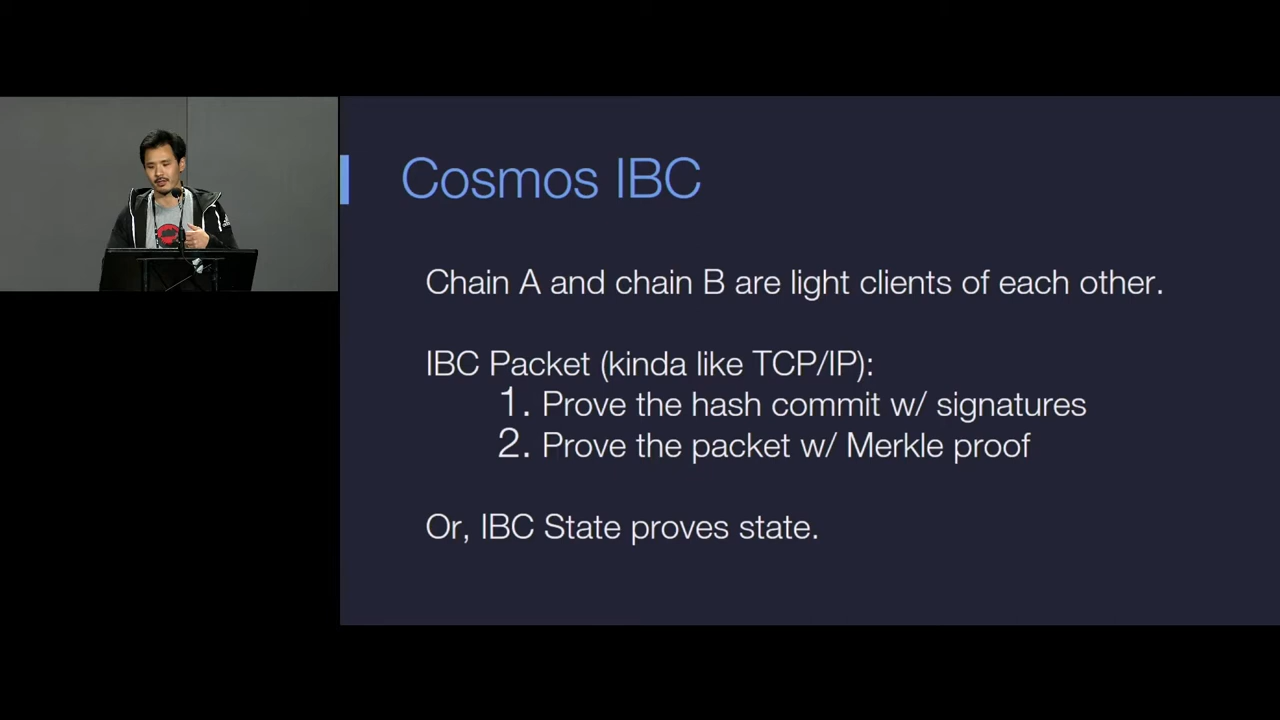 Cosmos IBC
Chain A and chain B are light clients of each other.
IBC Packet (kinda like TCP/IP):
1. Prove the hash commit w/ signatures
2. Prove the packet w/ Merkle proof
Or, IBC State proves state.